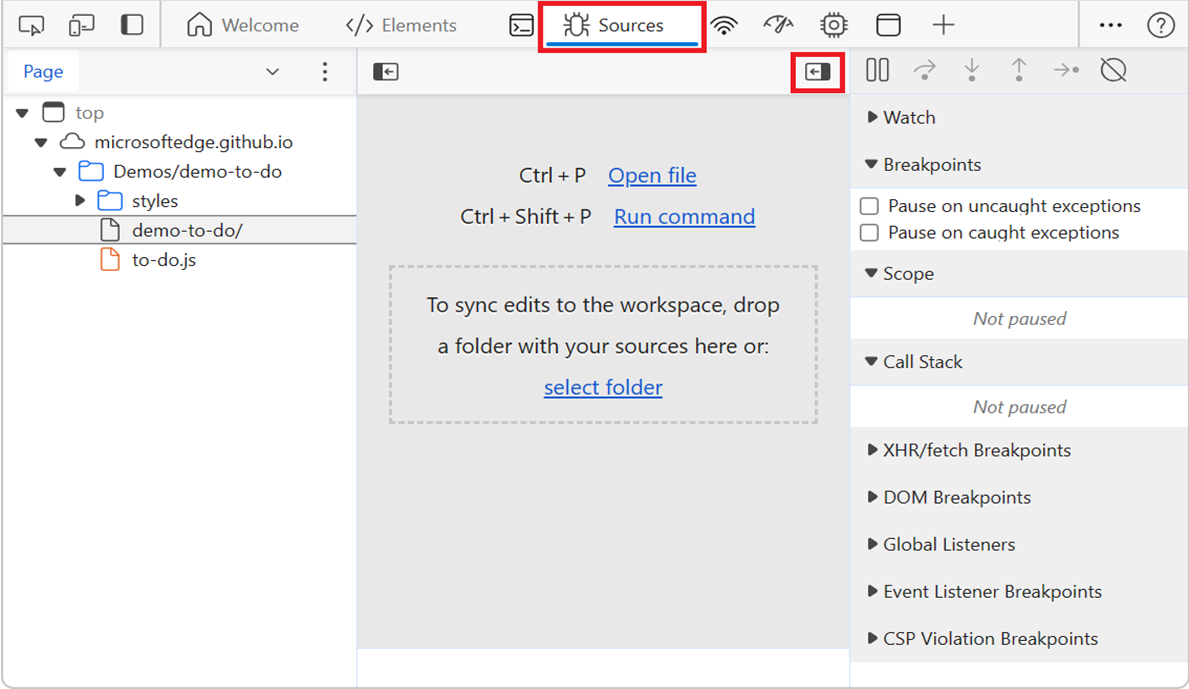 Welcome
Elements
Sources
Page
top
microsoftedge.github.io
Demos/demo-to-do
styles
demo-to-do/
to-do.js
Ctrl + P Open file
Ctrl + Shift + P Run command
To sync edits to the workspace, drop
a folder with your sources here or:
select folder
Watch
Breakpoints
Pause on uncaught exceptions
Pause on caught exceptions
Scope
Not paused
Call Stack
Not paused
XHR/fetch Breakpoints
DOM Breakpoints
Global Listeners
Event Listener Breakpoints
CSP Violation Breakpoints